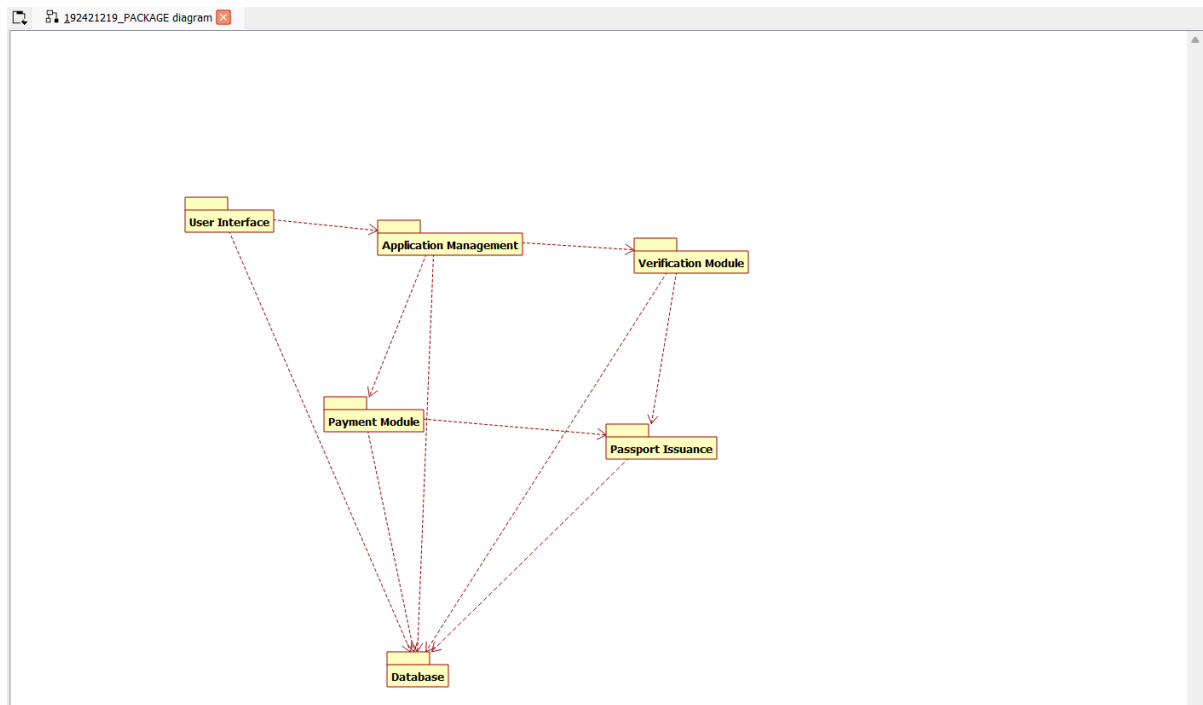 192421219_PACKAGE diagram
User Interface
Application Management
Verification Module
Payment Module
Passport Issuance
Database